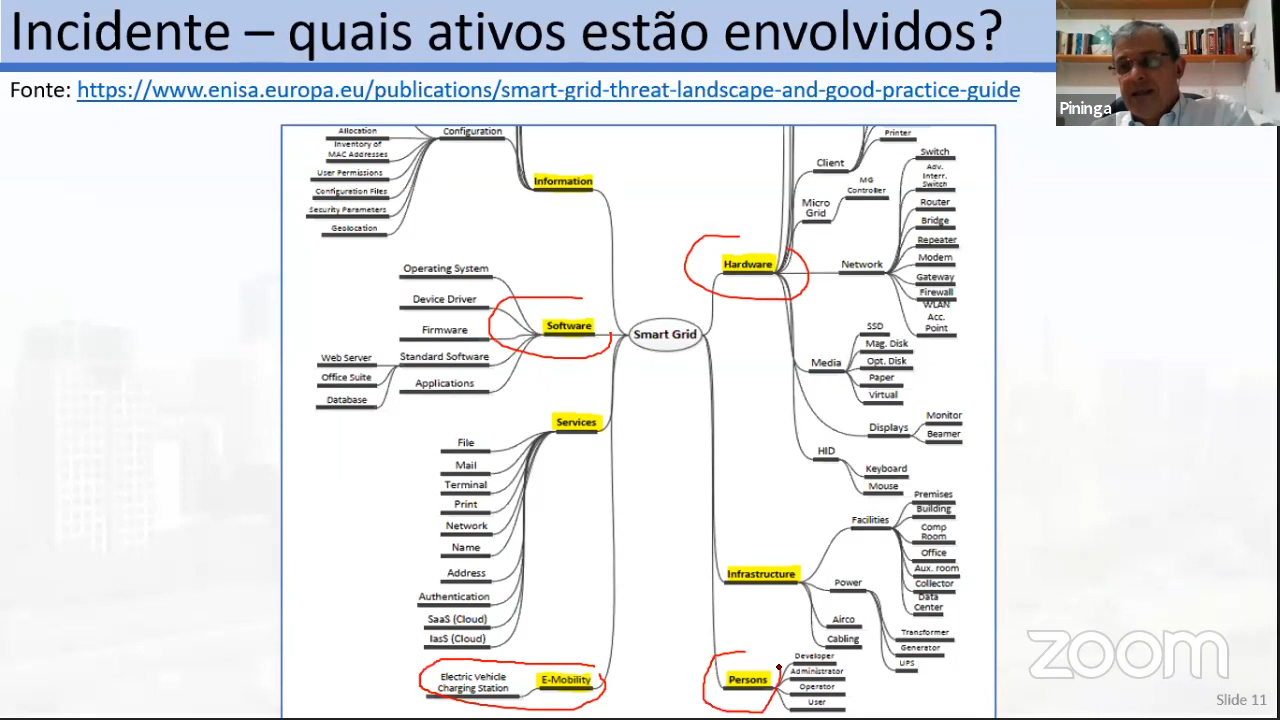 Incidente – quais ativos estão envolvidos?
Fonte: https://www.enisa.europa.eu/publications/smart-grid-threat-landscape-and-good-practice-guide
Pininga
Allocation
Inventory of
MAC Addresses
User Permissions
Configuration Files
Security Parameters
Geolocation
Configuration
Information
Operating System
Device Driver
Firmware
Standard Software
Applications
Web Server
Office Suite
Database
Software
Smart Grid
Services
File
Mail
Terminal
Print
Network
Name
Address
Authentication
SaaS (Cloud)
IasS (Cloud)
Electric Vehicle
Charging Station
E-Mobility
Hardware
Printer
Client
MG
Controller
Micro
Grid
Network
Switch
Adv.
Interr.
Switch
Router
Bridge
Repeater
Modem
Gateway
Firewall
WLAN
Acc.
Point
Media
SSD
Mag. Disk
Opt. Disk
Paper
Virtual
Displays
Monitor
Beamer
HID
Keyboard
Mouse
Infrastructure
Facilities
Premises
Building
Comp
Room
Office
Aux. room
Collector
Data
Center
Power
Transformer
Generator
UPS
Airco
Cabling
Persons
Developer
Administrator
Operator
User
zoom
Slide 11